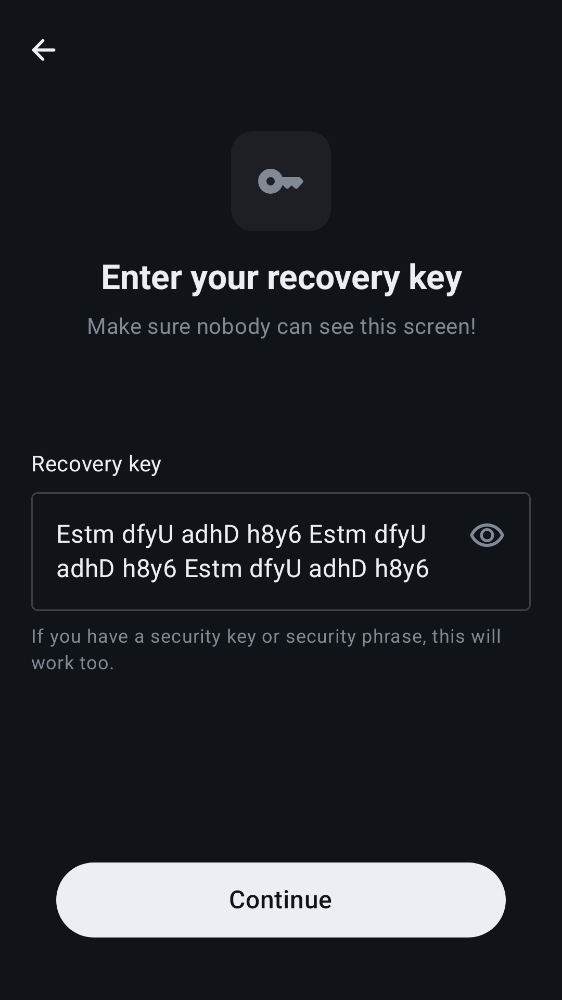 Enter your recovery key
Make sure nobody can see this screen!
Recovery key
Estm dfyU adhD h8y6 Estm dfyU
adhD h8y6 Estm dfyU adhD h8y6
If you have a security key or security phrase, this will
work too.
Continue